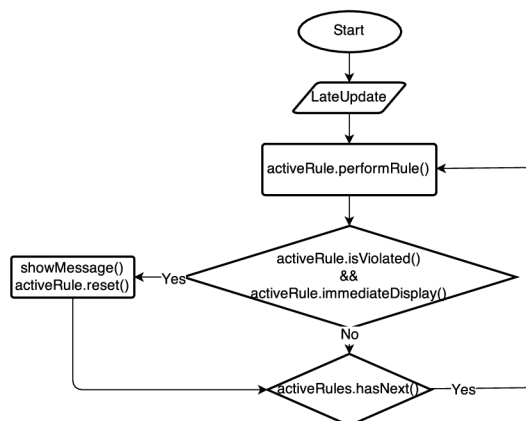 Start
LateUpdate
activeRule.performRule()
activeRule.isViolated()
&&
activeRule.immediateDisplay()
Yes
showMessage()
activeRule.reset()
No
activeRules.hasNext()
Yes